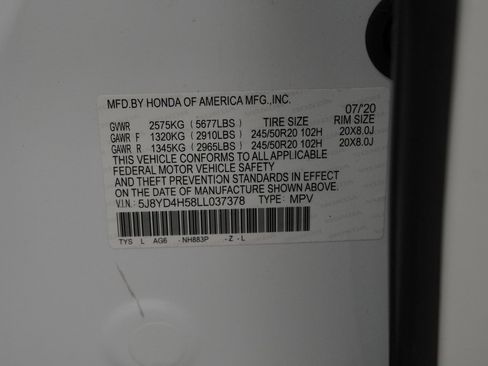 MFD.BY HONDA OF AMERICA MFG.,INC. 07/'20
GVWR 2575KG (5677LBS) TIRE SIZE RIM SIZE
GAWR F 1320KG (2910LBS) 245/50R20 102H 20X8.0J
GAWR R 1345KG (2965LBS) 245/50R20 102H 20X8.0J
THIS VEHICLE CONFORMS TO ALL APPLICABLE
FEDERAL MOTOR VEHICLE SAFETY
AND THEFT PREVENTION STANDARDS IN EFFECT
ON THE DATE OF MANUFACTURE SHOWN ABOVE.
V.I.N.: 5J8YD4H58LL037378 TYPE: MPV
TYS L AG6 -NH883P -Z -L